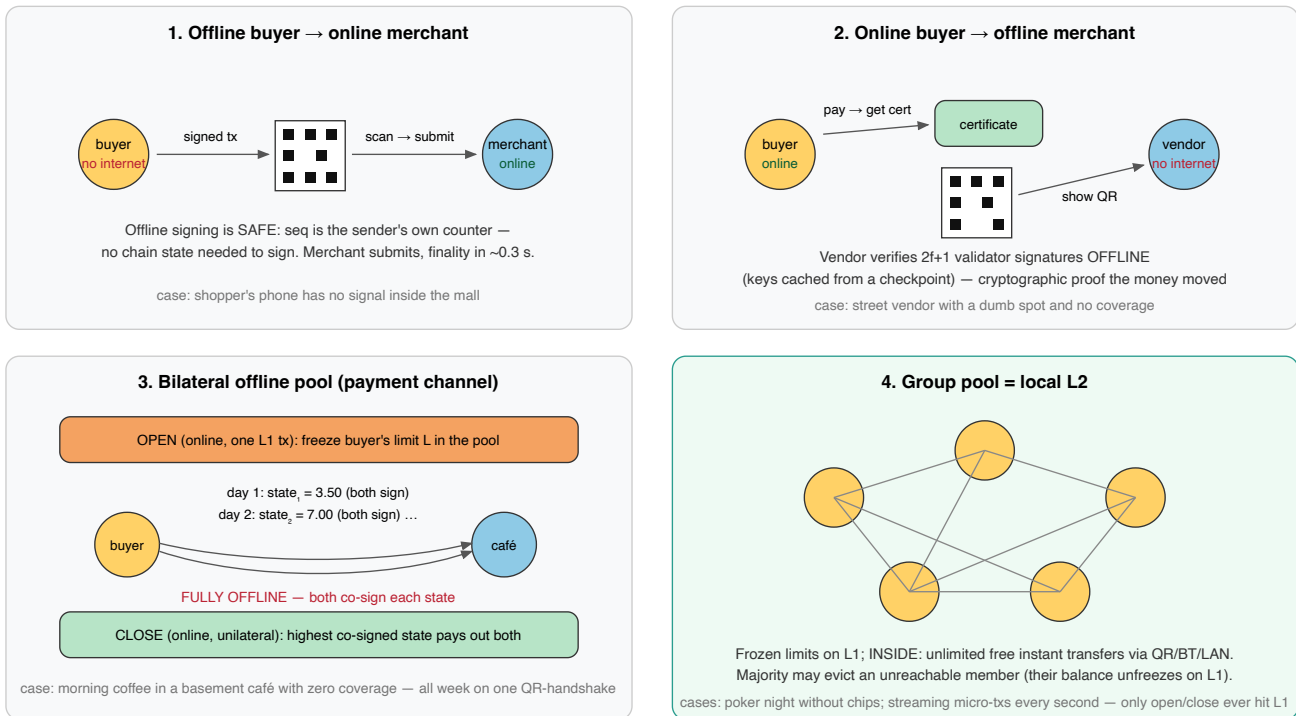 1. Offline buyer → online merchant
buyer
no internet
signed tx
scan → submit
merchant
online
Offline signing is SAFE: seq is the sender's own counter —
no chain state needed to sign. Merchant submits, finality in ~0.3 s.
case: shopper's phone has no signal inside the mall
2. Online buyer → offline merchant
buyer
online
pay → get cert
certificate
show QR
vendor
no internet
Vendor verifies 2f+1 validator signatures OFFLINE
(keys cached from a checkpoint) — cryptographic proof the money moved
case: street vendor with a dumb spot and no coverage
3. Bilateral offline pool (payment channel)
OPEN (online, one L1 tx): freeze buyer's limit L in the pool
day 1: state₁ = 3.50 (both sign)
day 2: state₂ = 7.00 (both sign) …
buyer
café
FULLY OFFLINE — both co-sign each state
CLOSE (online, unilateral): highest co-signed state pays out both
case: morning coffee in a basement café with zero coverage — all week on one QR-handshake
4. Group pool = local L2
Frozen limits on L1; INSIDE: unlimited free instant transfers via QR/BT/LAN.
Majority may evict an unreachable member (their balance unfreezes on L1).
cases: poker night without chips; streaming micro-txs every second — only open/close ever hit L1